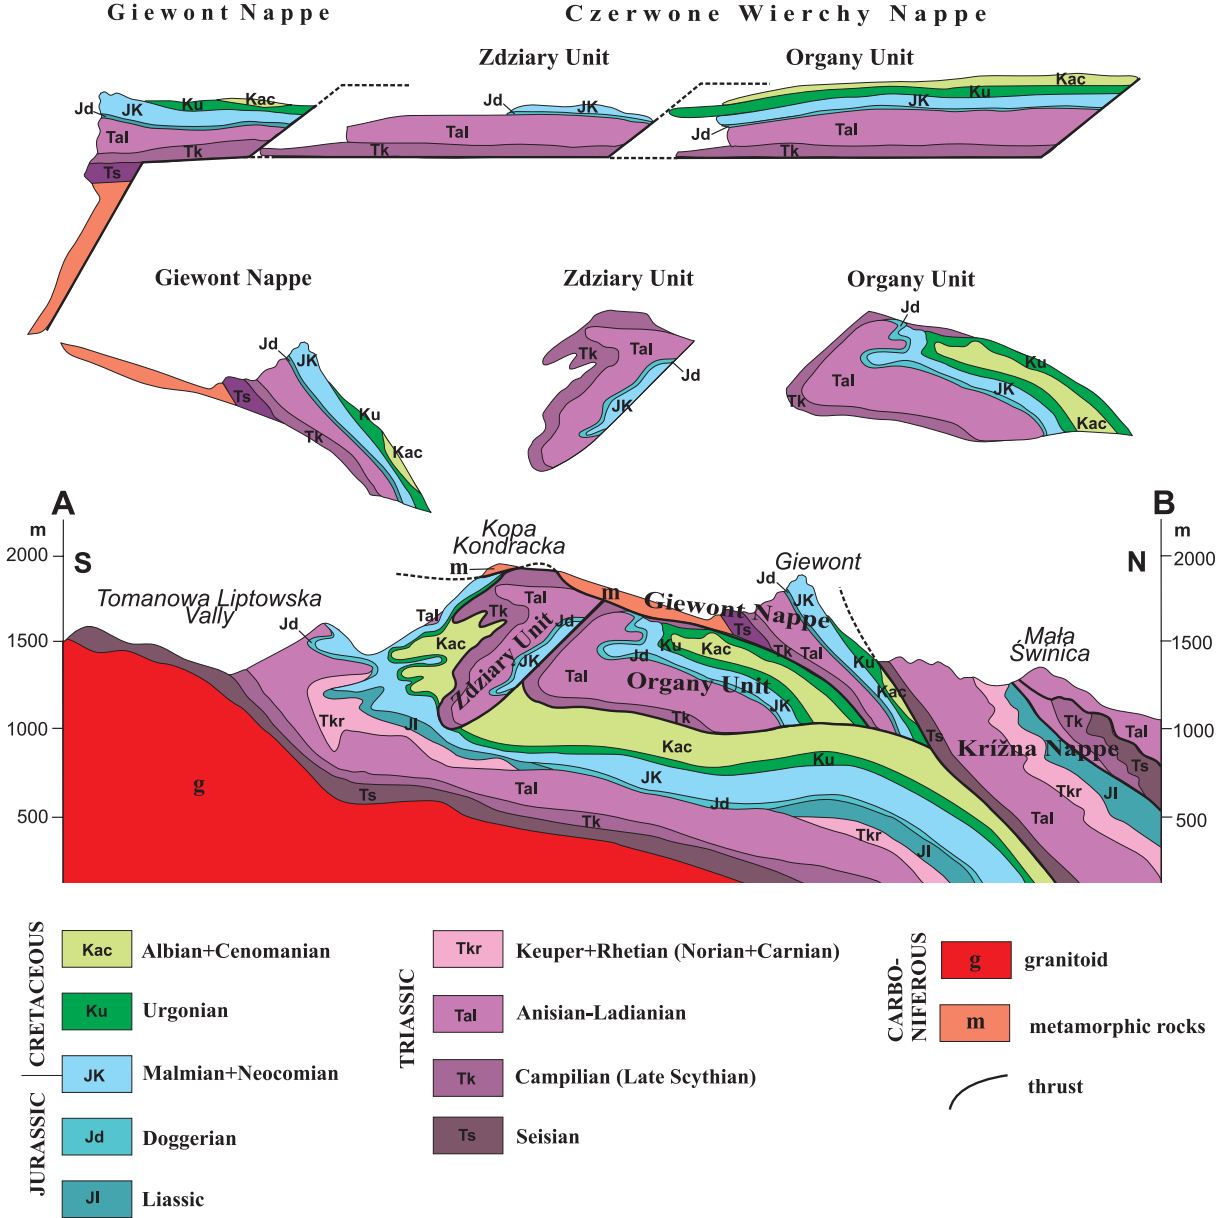 Giewont Nappe
Czerwone Wierchy Nappe
Zdziary Unit
Organy Unit
Jd
JK
Ku
Kac
Tal
Tk
Ts
Jd
JK
Tal
Tk
Kac
Ku
JK
Jd
Tal
Tk
Giewont Nappe
Zdziary Unit
Organy Unit
Jd
JK
Ts
Ku
Tk
Kac
Tk
Tal
Jd
JK
Jd
Ku
Tal
JK
Tk
Kac
A
B
m
m
S
N
2000
1500
1000
500
2000
1500
1000
500
Tomanowa Liptowska
Vally
Kopa
Kondracka
Giewont
Mała
Świnica
m
m
Jd
Tal
Tk
Tal
Jd
Kac
Zdziary Unit
JK
Giewont Nappe
Jd
JK
Ts
Tk
Tal
Ku
Kac
Ku
Kac
Jd
Tal
Organy Unit
JK
Tk
Tkr
Jl
Kac
Ku
JK
Jd
Tal
Ts
Tk
Tkr
Jl
g
Ts
Krížna Nappe
Tk
Tal
Ts
Tkr
Jl
Tal
CRETACEOUS
JURASSIC
Kac Albian+Cenomanian
Ku Urgonian
JK Malmian+Neocomian
Jd Doggerian
Jl Liassic
TRIASSIC
Tkr Keuper+Rhetian (Norian+Carnian)
Tal Anisian-Ladianian
Tk Campilian (Late Scythian)
Ts Seisian
CARBO-
NIFEROUS
g granitoid
m metamorphic rocks
thrust